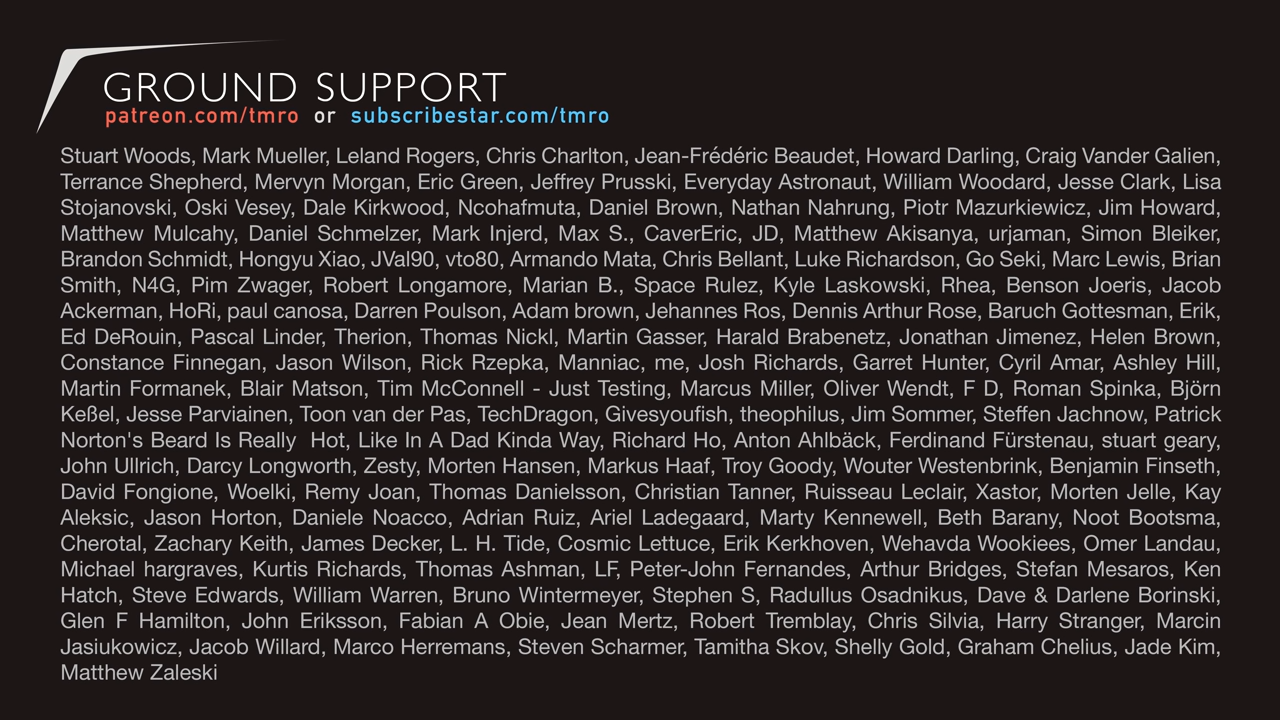 GROUND SUPPORT
patreon.com/tmro or subscribestar.com/tmro
Stuart Woods, Mark Mueller, Leland Rogers, Chris Charlton, Jean-Frédéric Beaudet, Howard Darling, Craig Vander Galien,
Terrance Shepherd, Mervyn Morgan, Eric Green, Jeffrey Prusski, Everyday Astronaut, William Woodard, Jesse Clark, Lisa
Stojanovski, Oski Vesey, Dale Kirkwood, Ncohafmuta, Daniel Brown, Nathan Nahrung, Piotr Mazurkiewicz, Jim Howard,
Matthew Mulcahy, Daniel Schmelzer, Mark Injerd, Max S., CaverEric, JD, Matthew Akisanya, urjaman, Simon Bleiker,
Brandon Schmidt, Hongyu Xiao, JVal90, vto80, Armando Mata, Chris Bellant, Luke Richardson, Go Seki, Marc Lewis, Brian
Smith, N4G, Pim Zwager, Robert Longamore, Marian B., Space Rulez, Kyle Laskowski, Rhea, Benson Joeris, Jacob
Ackerman, HoRi, paul canosa, Darren Poulson, Adam brown, Jehannes Ros, Dennis Arthur Rose, Baruch Gottesman, Erik,
Ed DeRouin, Pascal Linder, Therion, Thomas Nickl, Martin Gasser, Harald Brabenetz, Jonathan Jimenez, Helen Brown,
Constance Finnegan, Jason Wilson, Rick Rzepka, Manniac, me, Josh Richards, Garret Hunter, Cyril Amar, Ashley Hill,
Martin Formanek, Blair Matson, Tim McConnell - Just Testing, Marcus Miller, Oliver Wendt, F D, Roman Spinka, Björn
Keßel, Jesse Parviainen, Toon van der Pas, TechDragon, Givesyoufish, theophilus, Jim Sommer, Steffen Jachnow, Patrick
Norton's Beard Is Really  Hot, Like In A Dad Kinda Way, Richard Ho, Anton Ahlbäck, Ferdinand Fürstenau, stuart geary,
John Ullrich, Darcy Longworth, Zesty, Morten Hansen, Markus Haaf, Troy Goody, Wouter Westenbrink, Benjamin Finseth,
David Fongione, Woelki, Remy Joan, Thomas Danielsson, Christian Tanner, Ruisseau Leclair, Xastor, Morten Jelle, Kay
Aleksic, Jason Horton, Daniele Noacco, Adrian Ruiz, Ariel Ladegaard, Marty Kennewell, Beth Barany, Noot Bootsma,
Cherotal, Zachary Keith, James Decker, L. H. Tide, Cosmic Lettuce, Erik Kerkhoven, Wehavda Wookiees, Omer Landau,
Michael hargraves, Kurtis Richards, Thomas Ashman, LF, Peter-John Fernandes, Arthur Bridges, Stefan Mesaros, Ken
Hatch, Steve Edwards, William Warren, Bruno Wintermeyer, Stephen S, Radullus Osadnikus, Dave & Darlene Borinski,
Glen F Hamilton, John Eriksson, Fabian A Obie, Jean Mertz, Robert Tremblay, Chris Silvia, Harry Stranger, Marcin
Jasiukowicz, Jacob Willard, Marco Herremans, Steven Scharmer, Tamitha Skov, Shelly Gold, Graham Chelius, Jade Kim,
Matthew Zaleski